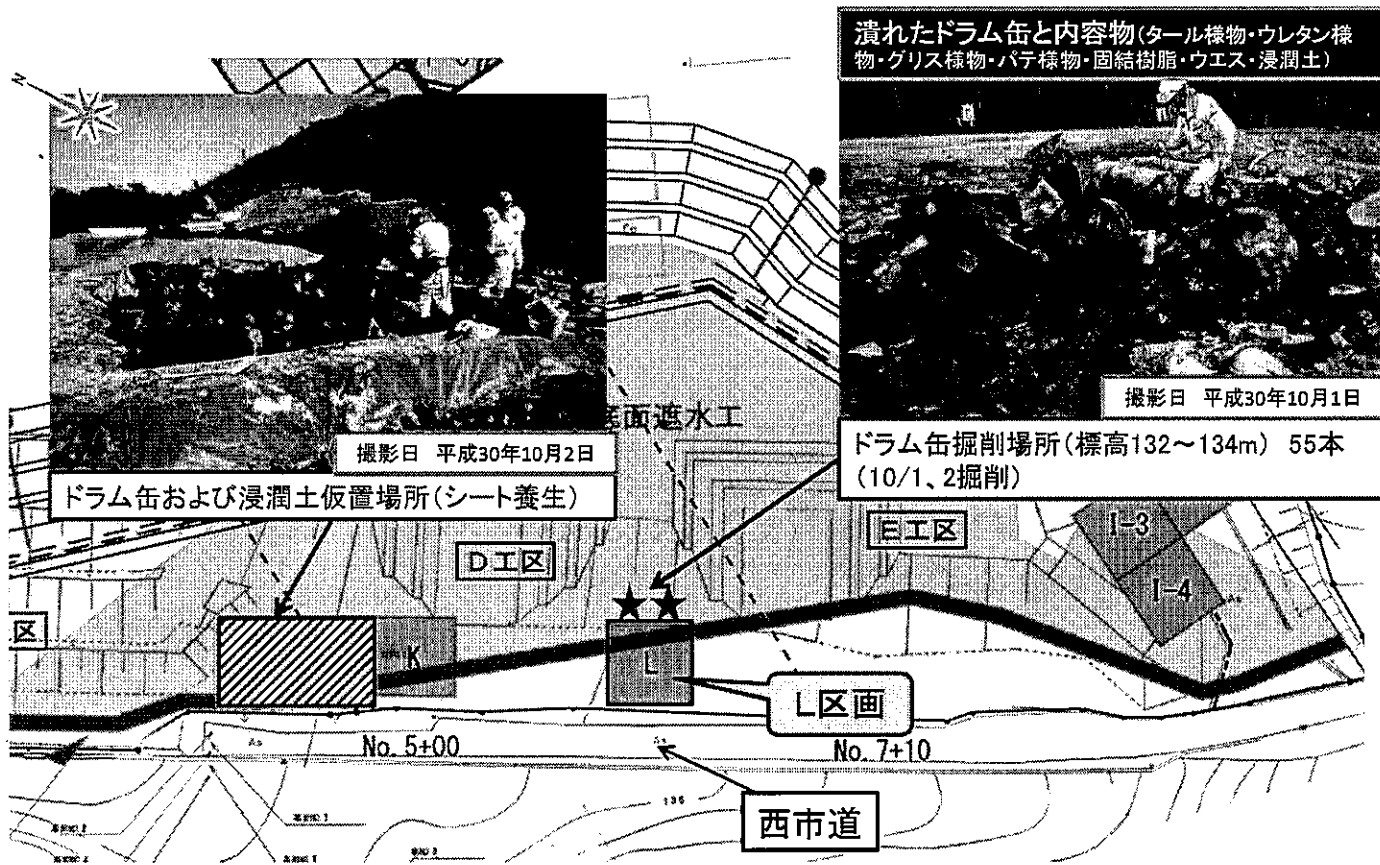 潰れたドラム缶と内容物(タール様物・ウレタン様
物・グリス様物・パテ様物・固結樹脂・ウエス・浸潤土)
N
撮影日 平成30年10月1日
ドラム缶掘削場所(標高132～134m) 55本
(10/1、2掘削)
面遮水工
撮影日 平成30年10月2日
ドラム缶および浸潤土仮置場所(シート養生)
D工区
E工区
I-3
I-4
区
K
L
L区画
No. 5+00
As
As
No. 7+10
136
西市道